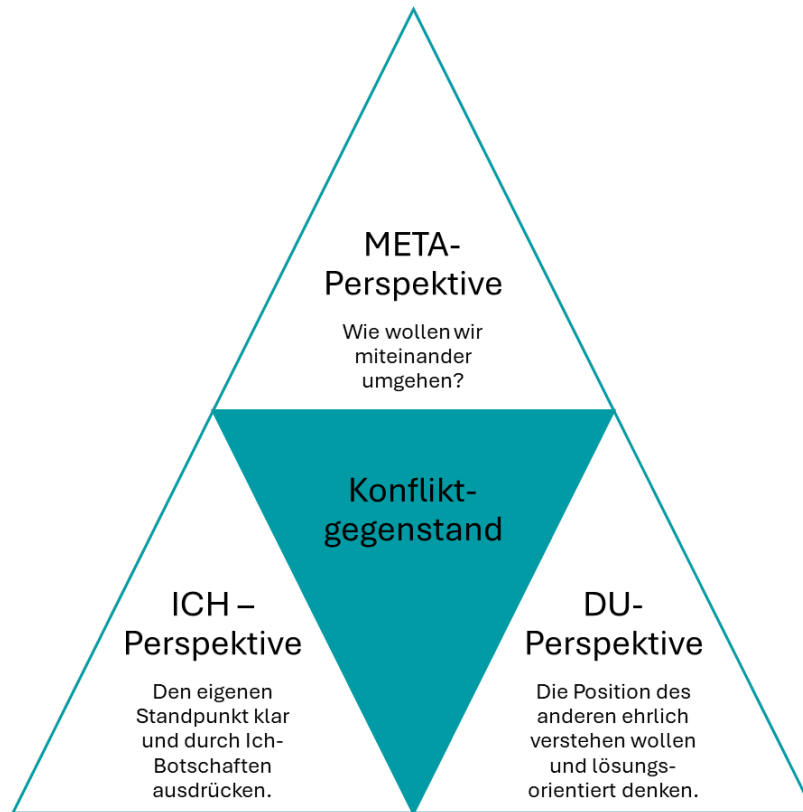 META-
Perspektive
Wie wollen wir
miteinander
umgehen?
Konflikt-
gegenstand
ICH –
Perspektive
Den eigenen
Standpunkt klar
und durch Ich-
Botschaften
ausdrücken.
DU-
Perspektive
Die Position des
anderen ehrlich
verstehen wollen
und lösungs-
orientiert denken.